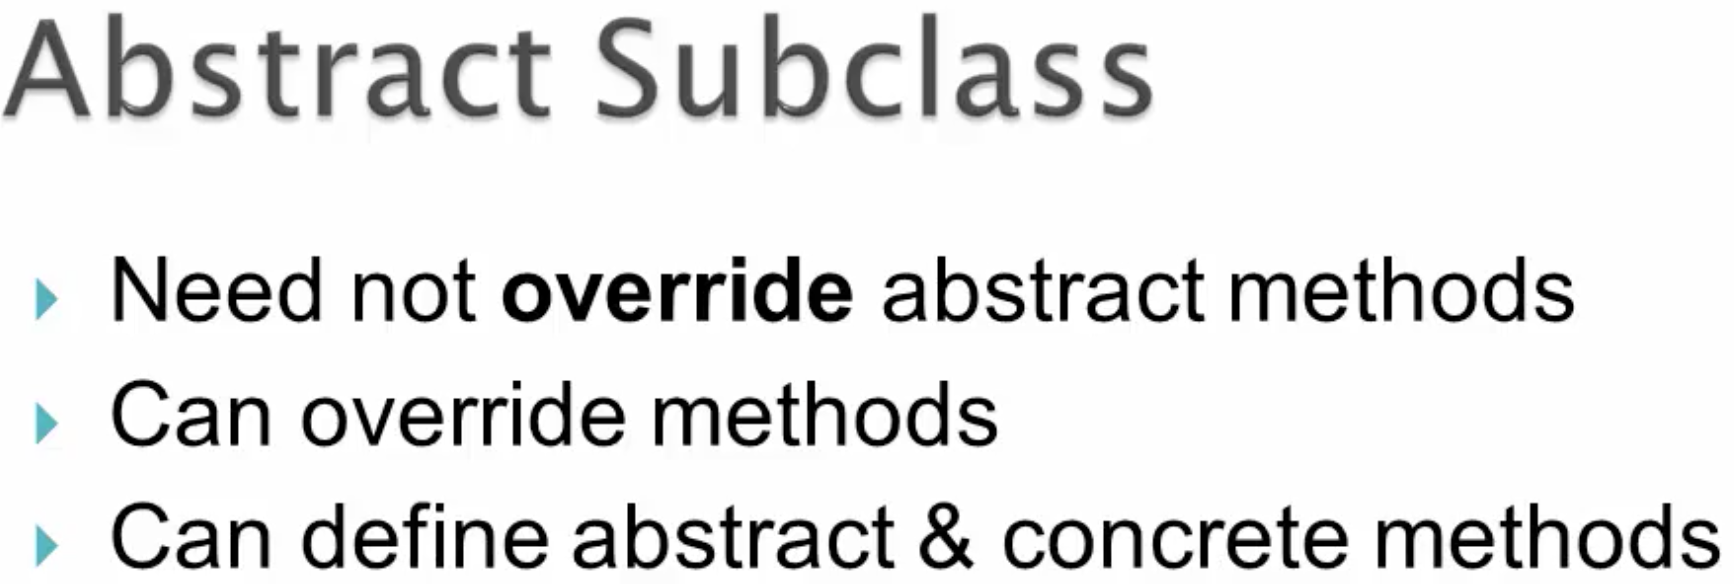 Abstract Subclass
Need not override abstract methods
Can override methods
Can define abstract & concrete methods